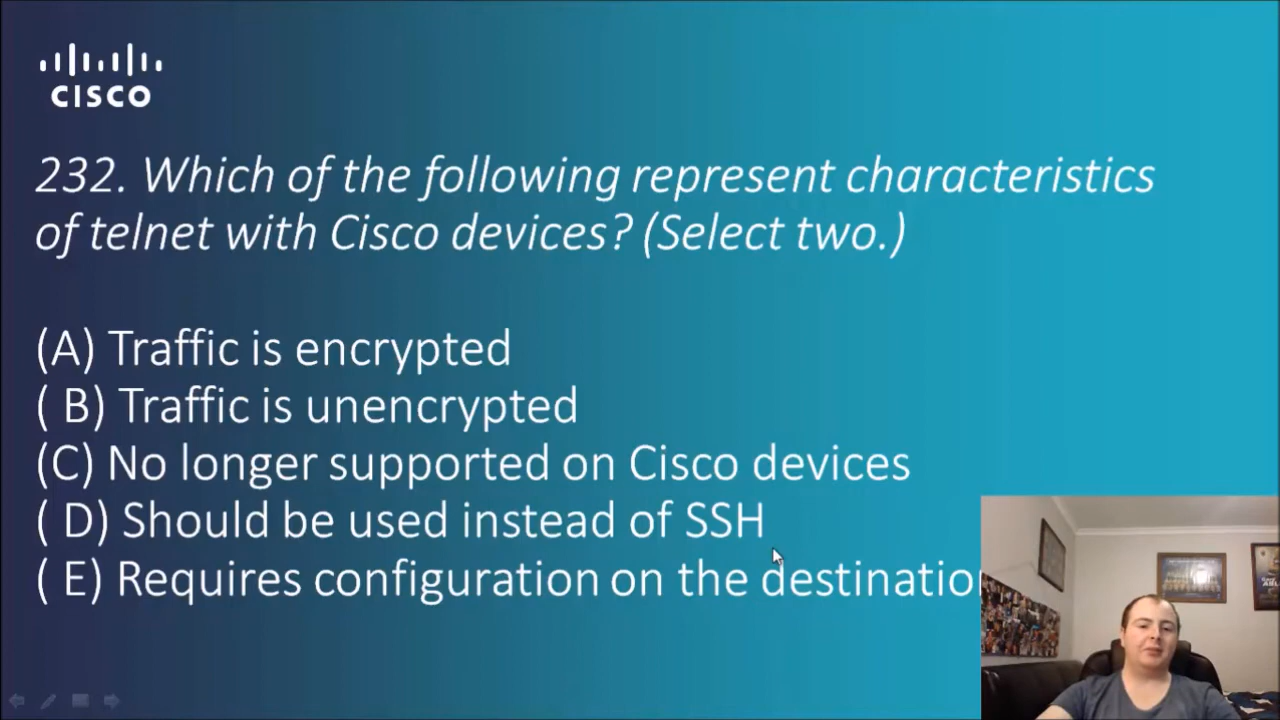 CISCO
232. Which of the following represent characteristics
of telnet with Cisco devices? (Select two.)
(A) Traffic is encrypted
( B) Traffic is unencrypted
(C) No longer supported on Cisco devices
( D) Should be used instead of SSH
( E) Requires configuration on the